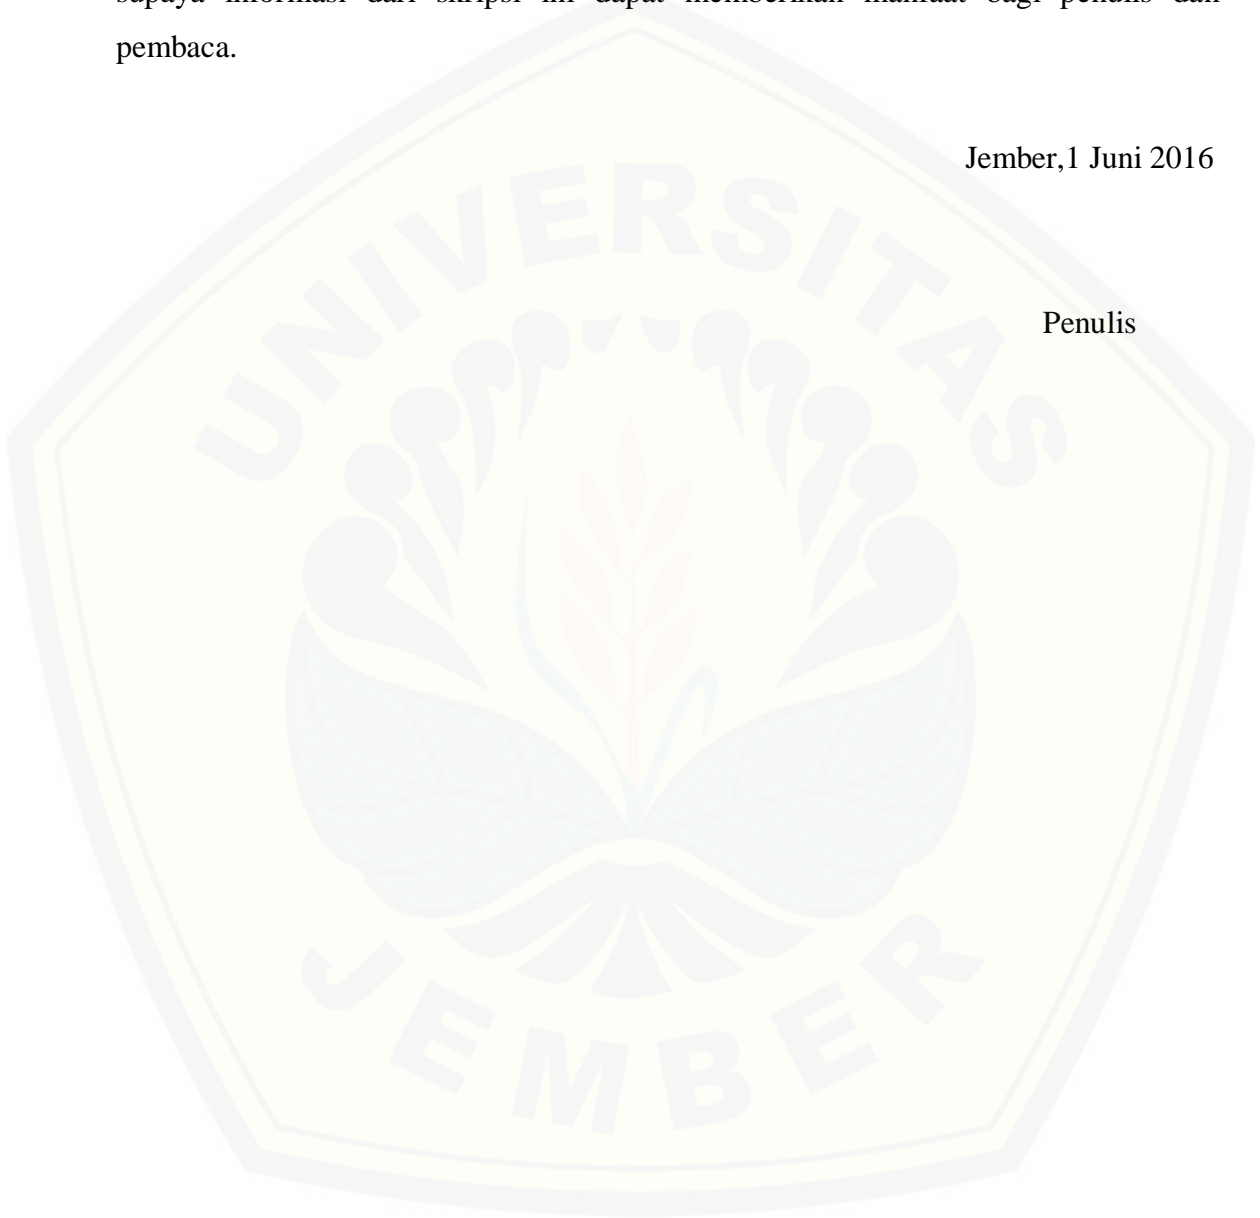 supaya informasi dari skripsi ini dapat memberikan manfaat bagi penulis dan
pembaca.
Jember,1 Juni 2016
Penulis
UNIVERSITAS
JEMBER